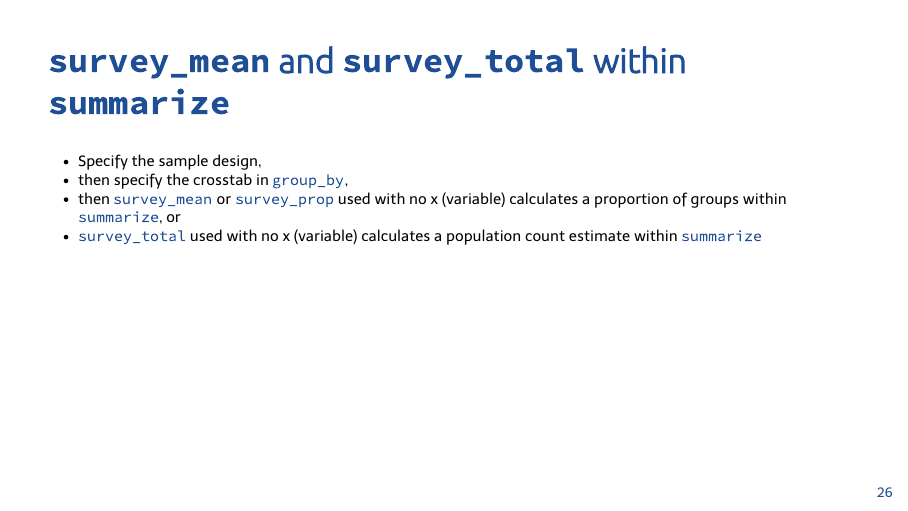 survey_mean and survey_total within
summarize
• Specify the sample design,
• then specify the crosstab in group_by,
• then survey_mean or survey_prop used with no x (variable) calculates a proportion of groups within
summarize, or
• survey_total used with no x (variable) calculates a population count estimate within summarize
26